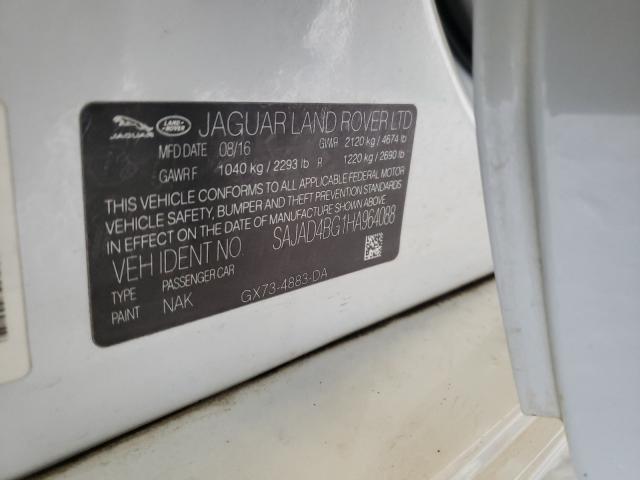 JAGUAR LAND-ROVER JAGUAR LAND ROVER LTD
MFD DATE 08/16 GVWR 2120 kg / 4674 lb
GAWR F 1040 kg / 2293 lb R 1220 kg / 2690 lb
THIS VEHICLE CONFORMS TO ALL APPLICABLE FEDERAL MOTOR
VEHICLE SAFETY, BUMPER AND THEFT PREVENTION STANDARDS
IN EFFECT ON THE DATE OF MANUFACTURE SHOWN ABOVE
VEH IDENT NO. SAJAD4BG1HA964088
TYPE PASSENGER CAR
PAINT NAK GX73-4883-DA